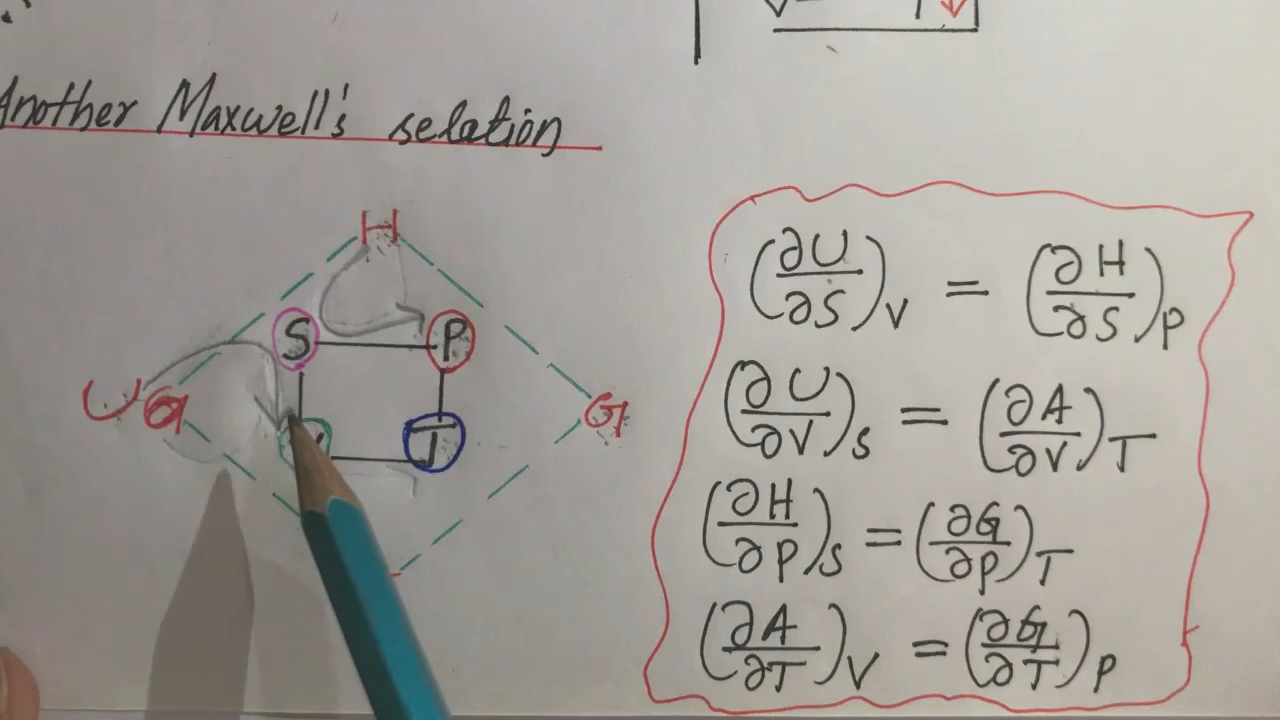 Another Maxwell's selation
H
S P
U G G
T
(∂U/∂S)V = (∂H/∂S)P
(∂U/∂V)S = (∂A/∂V)T
(∂H/∂P)S = (∂G/∂P)T
(∂A/∂T)V = (∂G/∂T)P